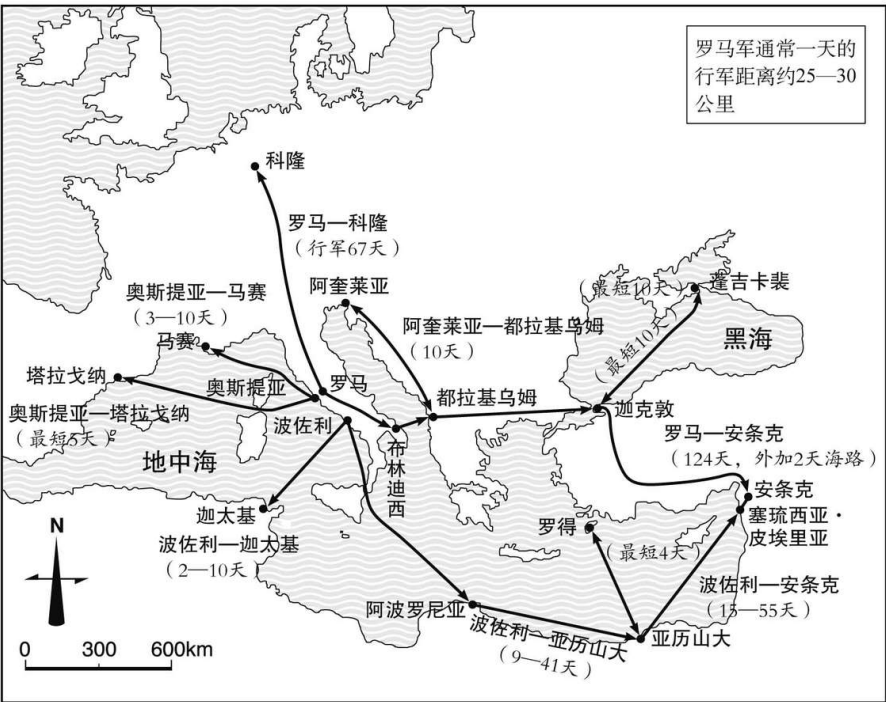 罗马军通常一天的
行军距离约25—30
公里
科隆
罗马—科隆
（行军67天）
阿奎莱亚
（最短10天）
蓬吉卡裴
奥斯提亚—马赛
（3—10天）
马赛
阿奎莱亚—都拉基乌姆
（10天）
（最短10天）
黑海
塔拉戈纳
奥斯提亚
罗马
都拉基乌姆
迦克敦
奥斯提亚—塔拉戈纳
（最短5天）
波佐利
布林迪西
罗马—安条克
（124天，外加2天海路）
地中海
安条克
塞琉西亚·
皮埃里亚
迦太基
罗得
（最短4天）
波佐利—迦太基
（2—10天）
波佐利—安条克
（15—55天）
阿波罗尼亚
波佐利—亚历山大
（9—41天）
亚历山大
N
0 300 600km